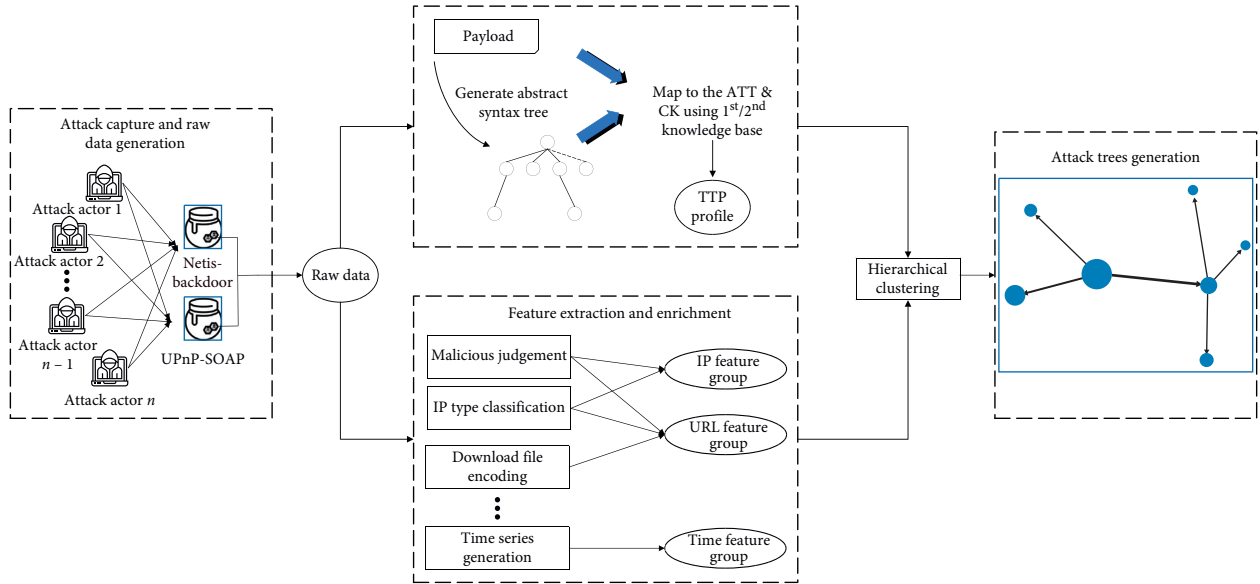 Attack capture and raw
data generation
Attack actor 1
Attack actor 2
Attack actor
n – 1
Attack actor n
Netis-
backdoor
UPnP-SOAP
Raw data
Payload
Generate abstract
syntax tree
Map to the ATT &
CK using 1st/2nd
knowledge base
TTP
profile
Feature extraction and enrichment
Malicious judgement
IP type classification
Download file
encoding
Time series
generation
IP feature
group
URL feature
group
Time feature
group
Hierarchical
clustering
Attack trees generation